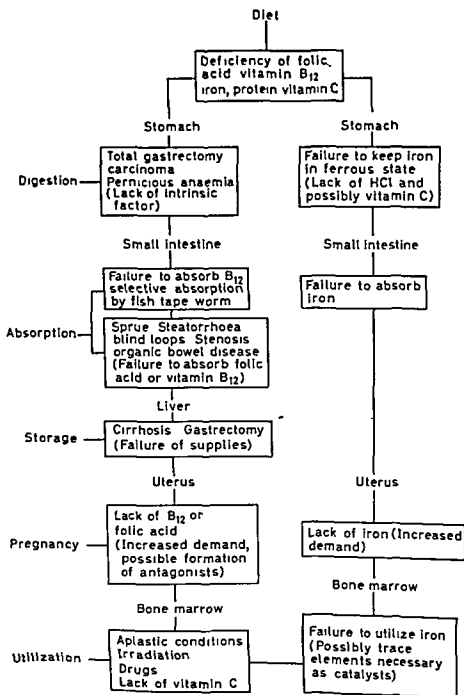 Diet
Deficiency of folic
acid vitamin B12
iron, protein vitamin C
Stomach
Stomach
Digestion
Total gastrectomy
carcinoma
Pernicious anaemia
(Lack of intrinsic
factor)
Failure to keep iron
in ferrous state
(Lack of HCl and
possibly vitamin C)
Small intestine
Small intestine
Absorption
Failure to absorb B12
selective absorption
by fish tape worm
Failure to absorb
iron
Sprue Steatorrhoea
blind loops Stenosis
organic bowel disease
(Failure to absorb folic
acid or vitamin B12)
Liver
Storage
Cirrhosis Gastrectomy
(Failure of supplies)
Uterus
Uterus
Pregnancy
Lack of B12 or
folic acid
(Increased demand,
possible formation
of antagonists)
Lack of iron (Increased
demand)
Bone marrow
Bone marrow
Utilization
Aplastic conditions
Irradiation
Drugs
Lack of vitamin C
Failure to utilize iron
(Possibly trace
elements necessary
as catalysts)